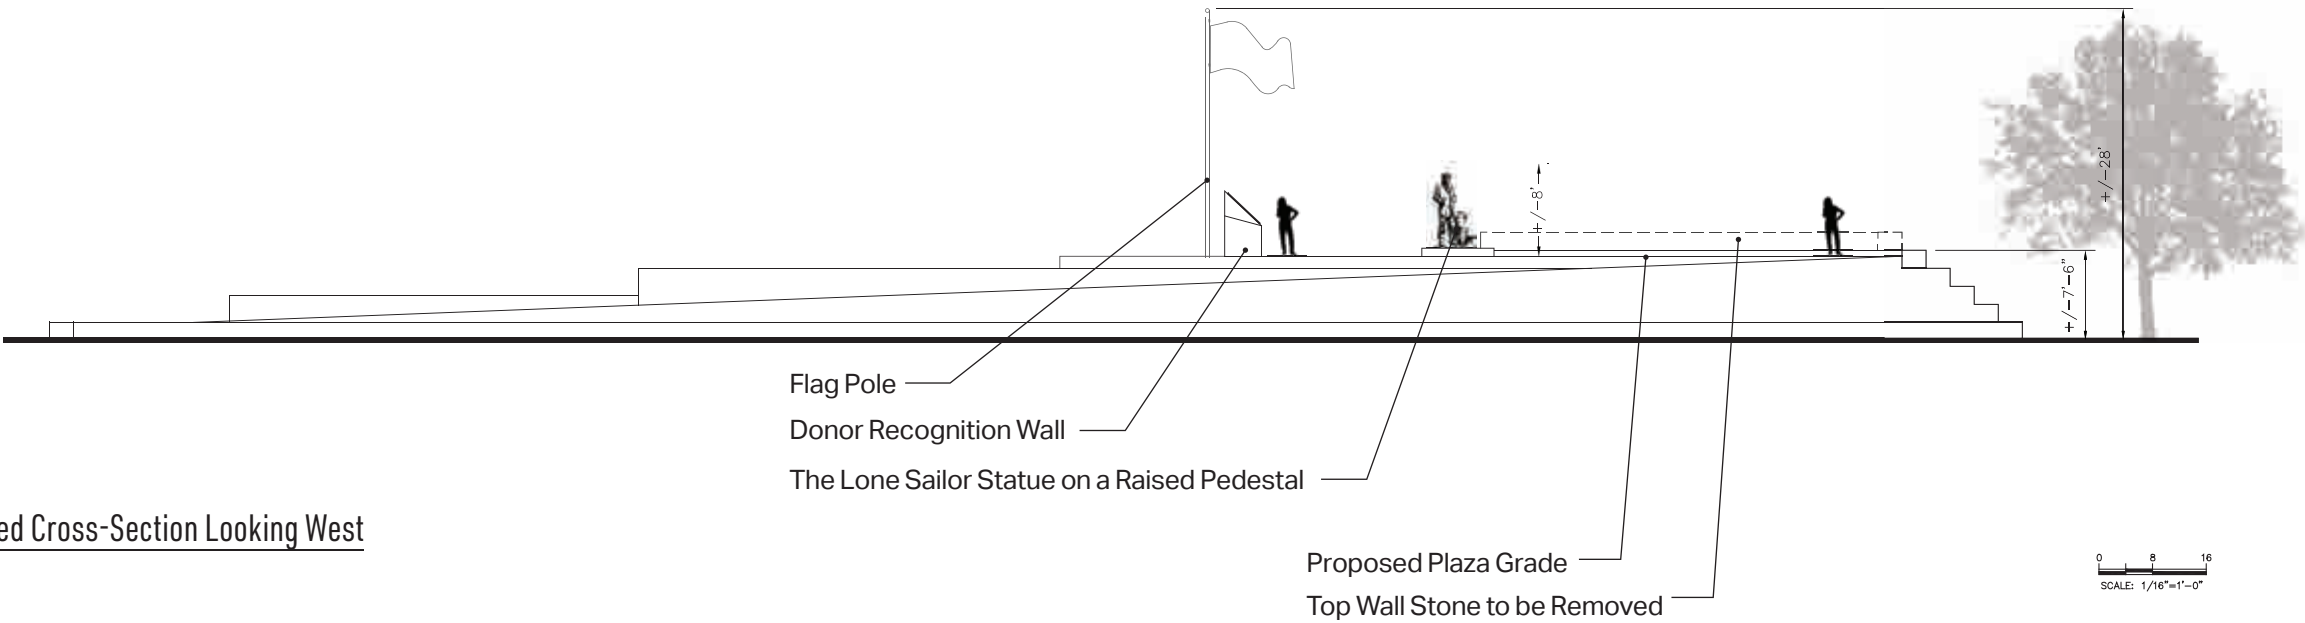 +/-28'
+/-8'
+/-7'-6"
Flag Pole
Donor Recognition Wall
The Lone Sailor Statue on a Raised Pedestal
ed Cross-Section Looking West
Proposed Plaza Grade
Top Wall Stone to be Removed
0 8 16
SCALE: 1/16"=1'-0"